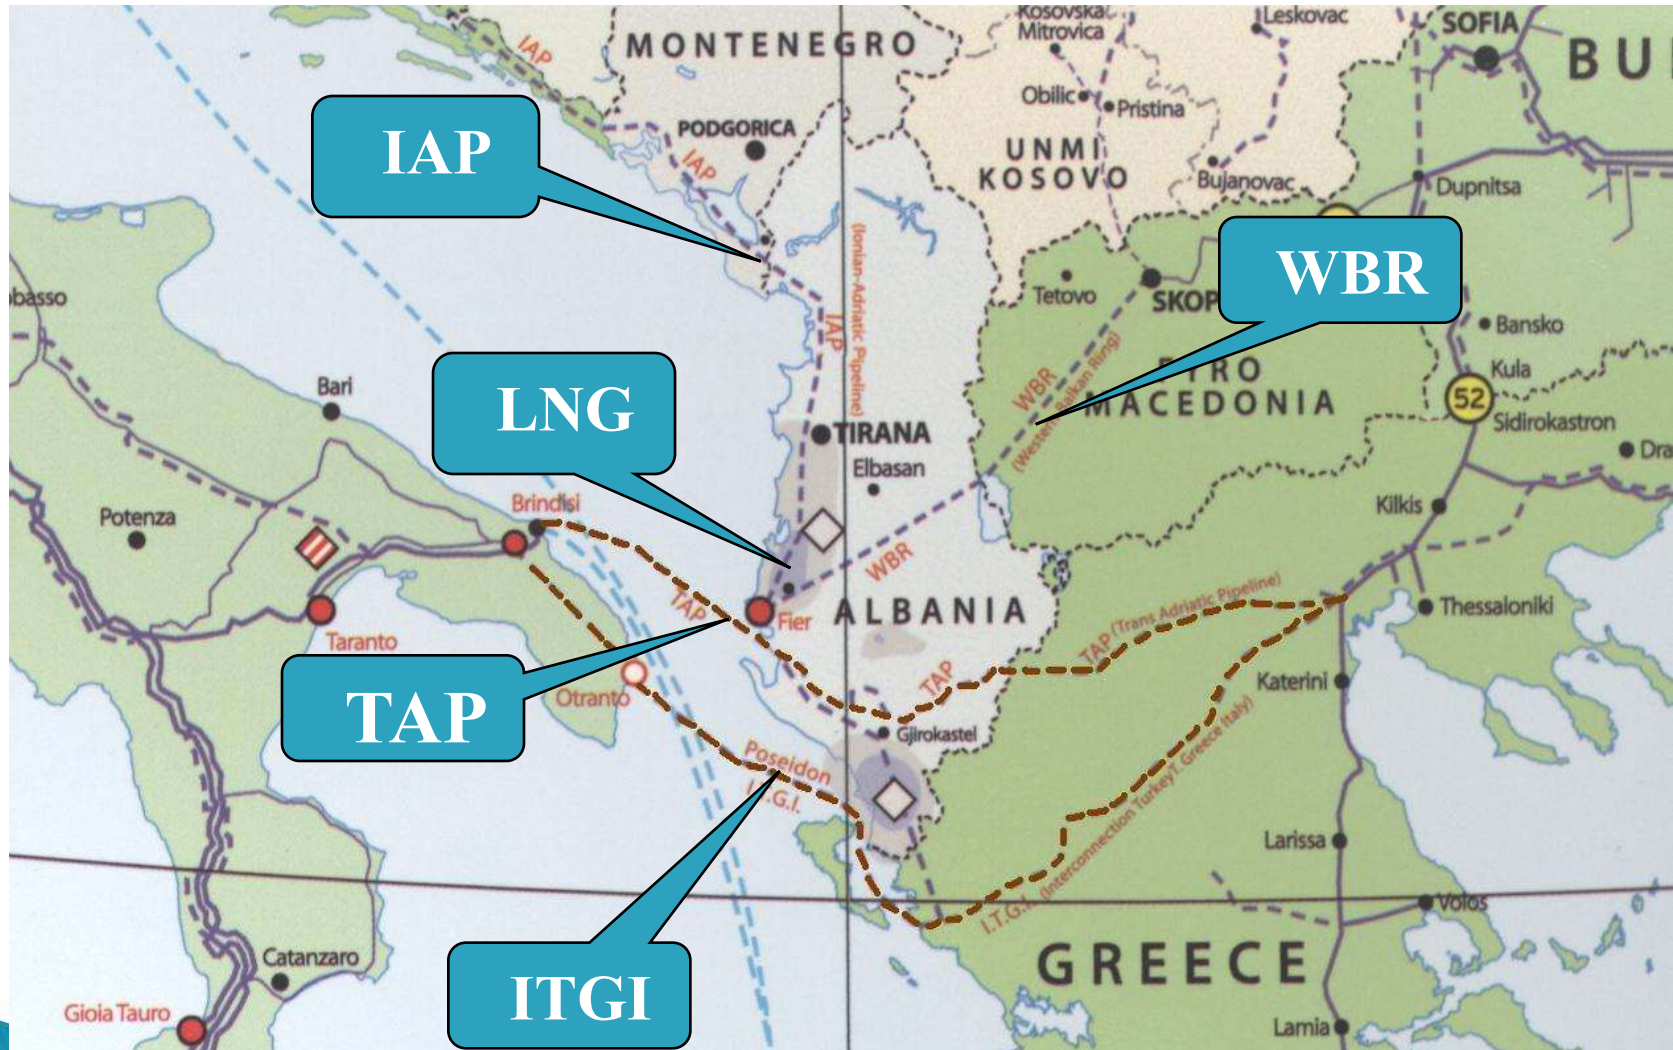 Kosovska
Mitrovica
Leskovac
SOFIA
IAP
MONTENEGRO
BU
Obilic
Pristina
IAP
PODGORICA
UNMI
KOSOVO
IAP
Bujanovac
Dupnitsa
(Ionian-Adriatic Pipeline)
WBR
Tetovo
SKOP
basso
IAP
Bansko
Kula
52
Sidirokastron
WBR
(Western Balkan Ring)
MACEDONIA
Bari
LNG
TIRANA
Elbasan
Dra
Brindisi
Kilkis
Potenza
WBR
TAP
Fier
ALBANIA
TAP (Trans Adriatic Pipeline)
Thessaloniki
Taranto
Otranto
TAP
TAP
Katerini
Gjirokastel
Poseidon
I.T.G.I.
I.T.G.I. (Interconnection Turkey T. Greece Italy)
Larissa
Volos
Catanzaro
GREECE
ITGI
Gioia Tauro
Lamia